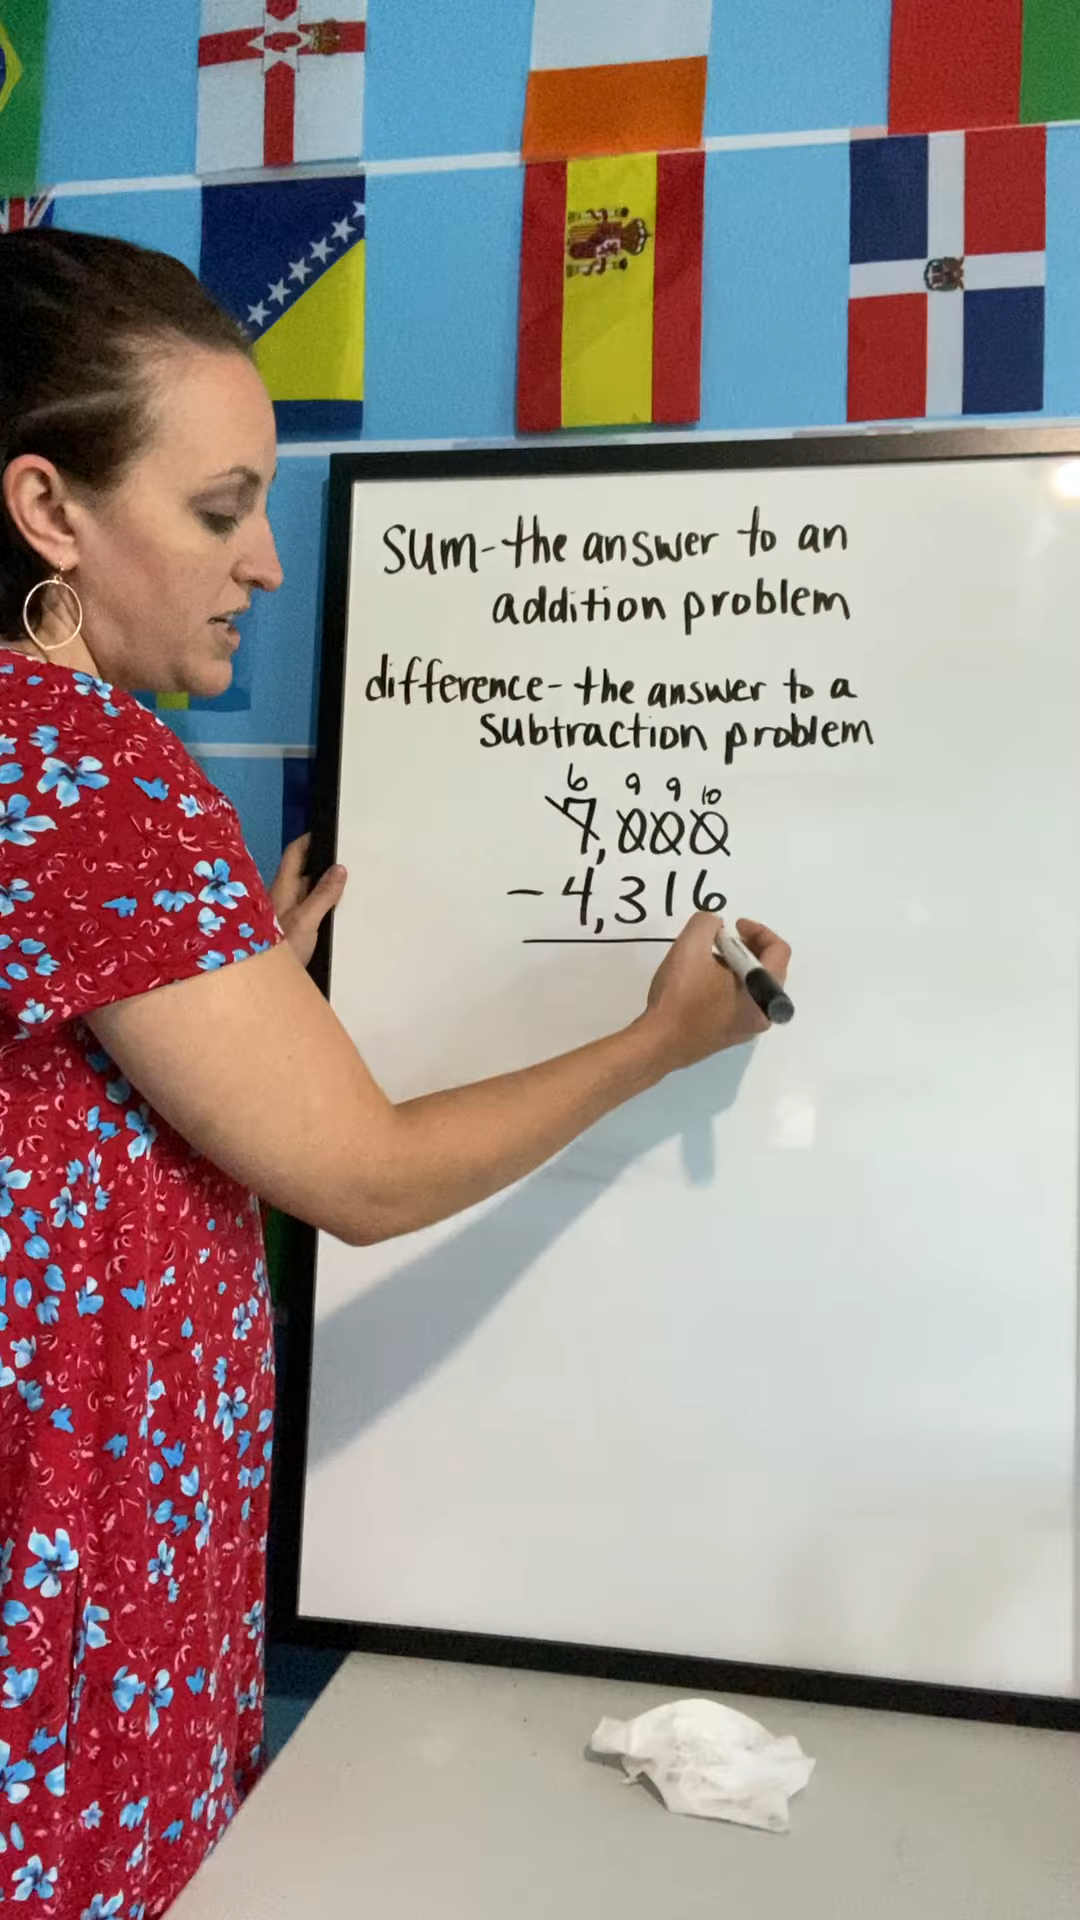 sum-the answer to an
addition problem
difference-the answer to a
subtraction problem
6 9 9 10
7,000
-4,316